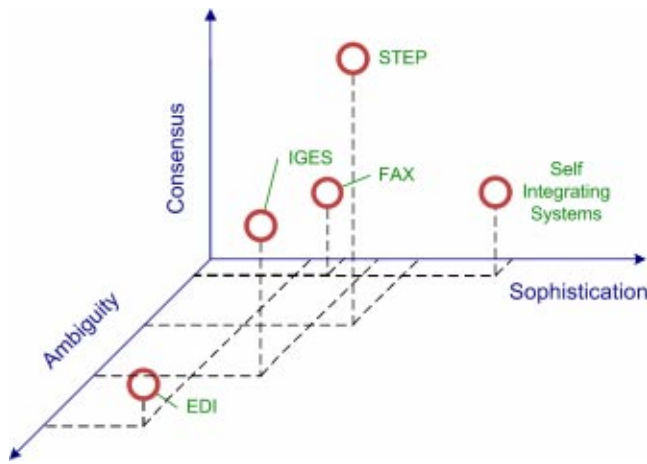 STEP
IGES
FAX
Self
Integrating
Systems
Consensus
Sophistication
Ambiguity
EDI